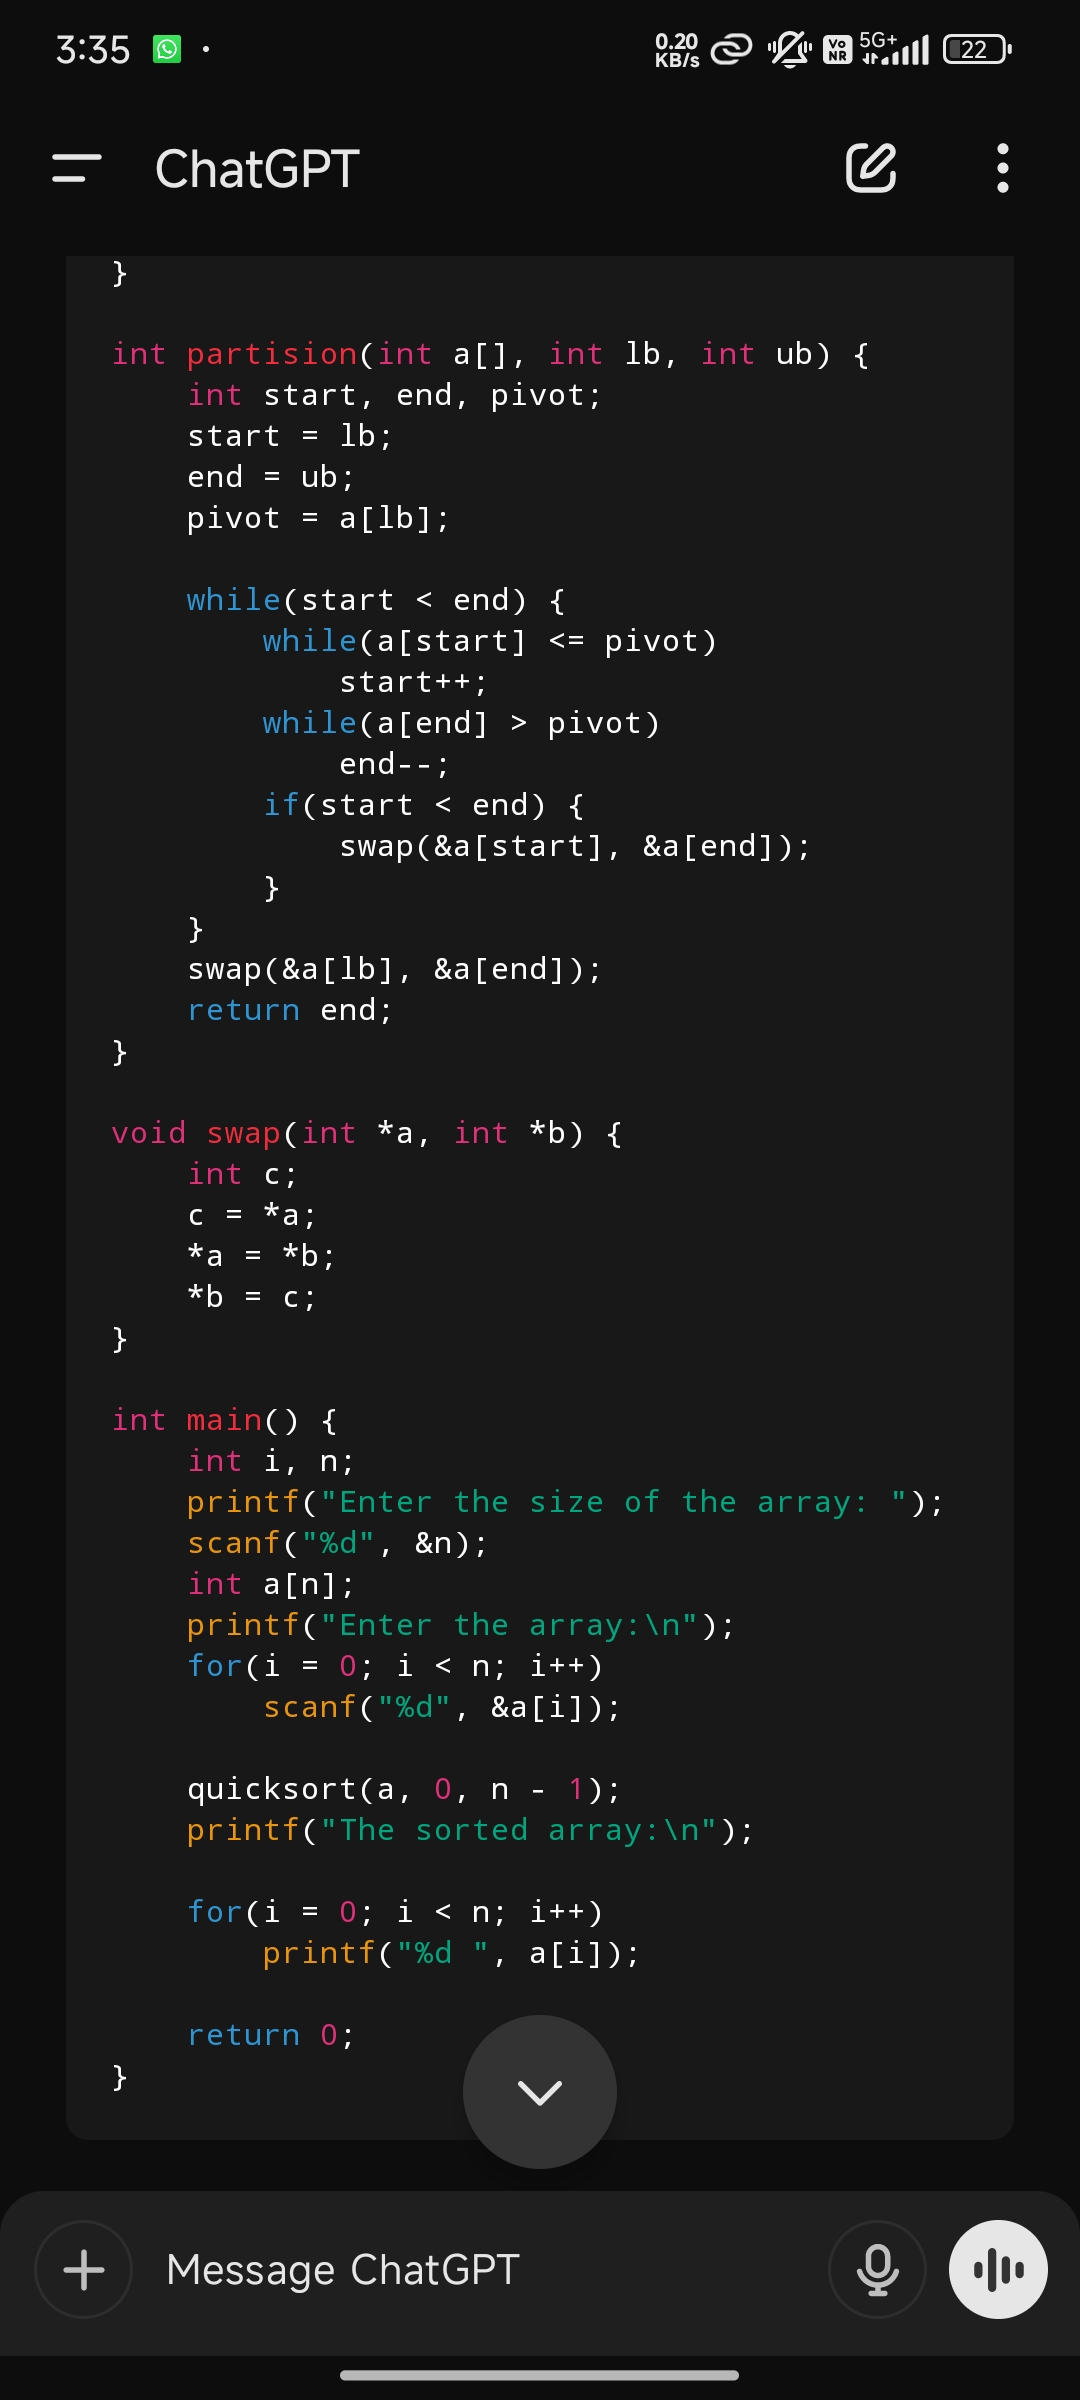 3:35
0.20
KB/s
Vo
NR
5G+
22
ChatGPT
}
int partision(int a[], int lb, int ub) {
    int start, end, pivot;
    start = lb;
    end = ub;
    pivot = a[lb];
    while(start < end) {
        while(a[start] <= pivot)
            start++;
        while(a[end] > pivot)
            end--;
        if(start < end) {
            swap(&a[start], &a[end]);
        }
    }
    swap(&a[lb], &a[end]);
    return end;
}
void swap(int *a, int *b) {
    int c;
    c = *a;
    *a = *b;
    *b = c;
}
int main() {
    int i, n;
    printf("Enter the size of the array: ");
    scanf("%d", &n);
    int a[n];
    printf("Enter the array:\n");
    for(i = 0; i < n; i++)
        scanf("%d", &a[i]);
    quicksort(a, 0, n - 1);
    printf("The sorted array:\n");
    for(i = 0; i < n; i++)
        printf("%d ", a[i]);
    return 0;
}
Message ChatGPT